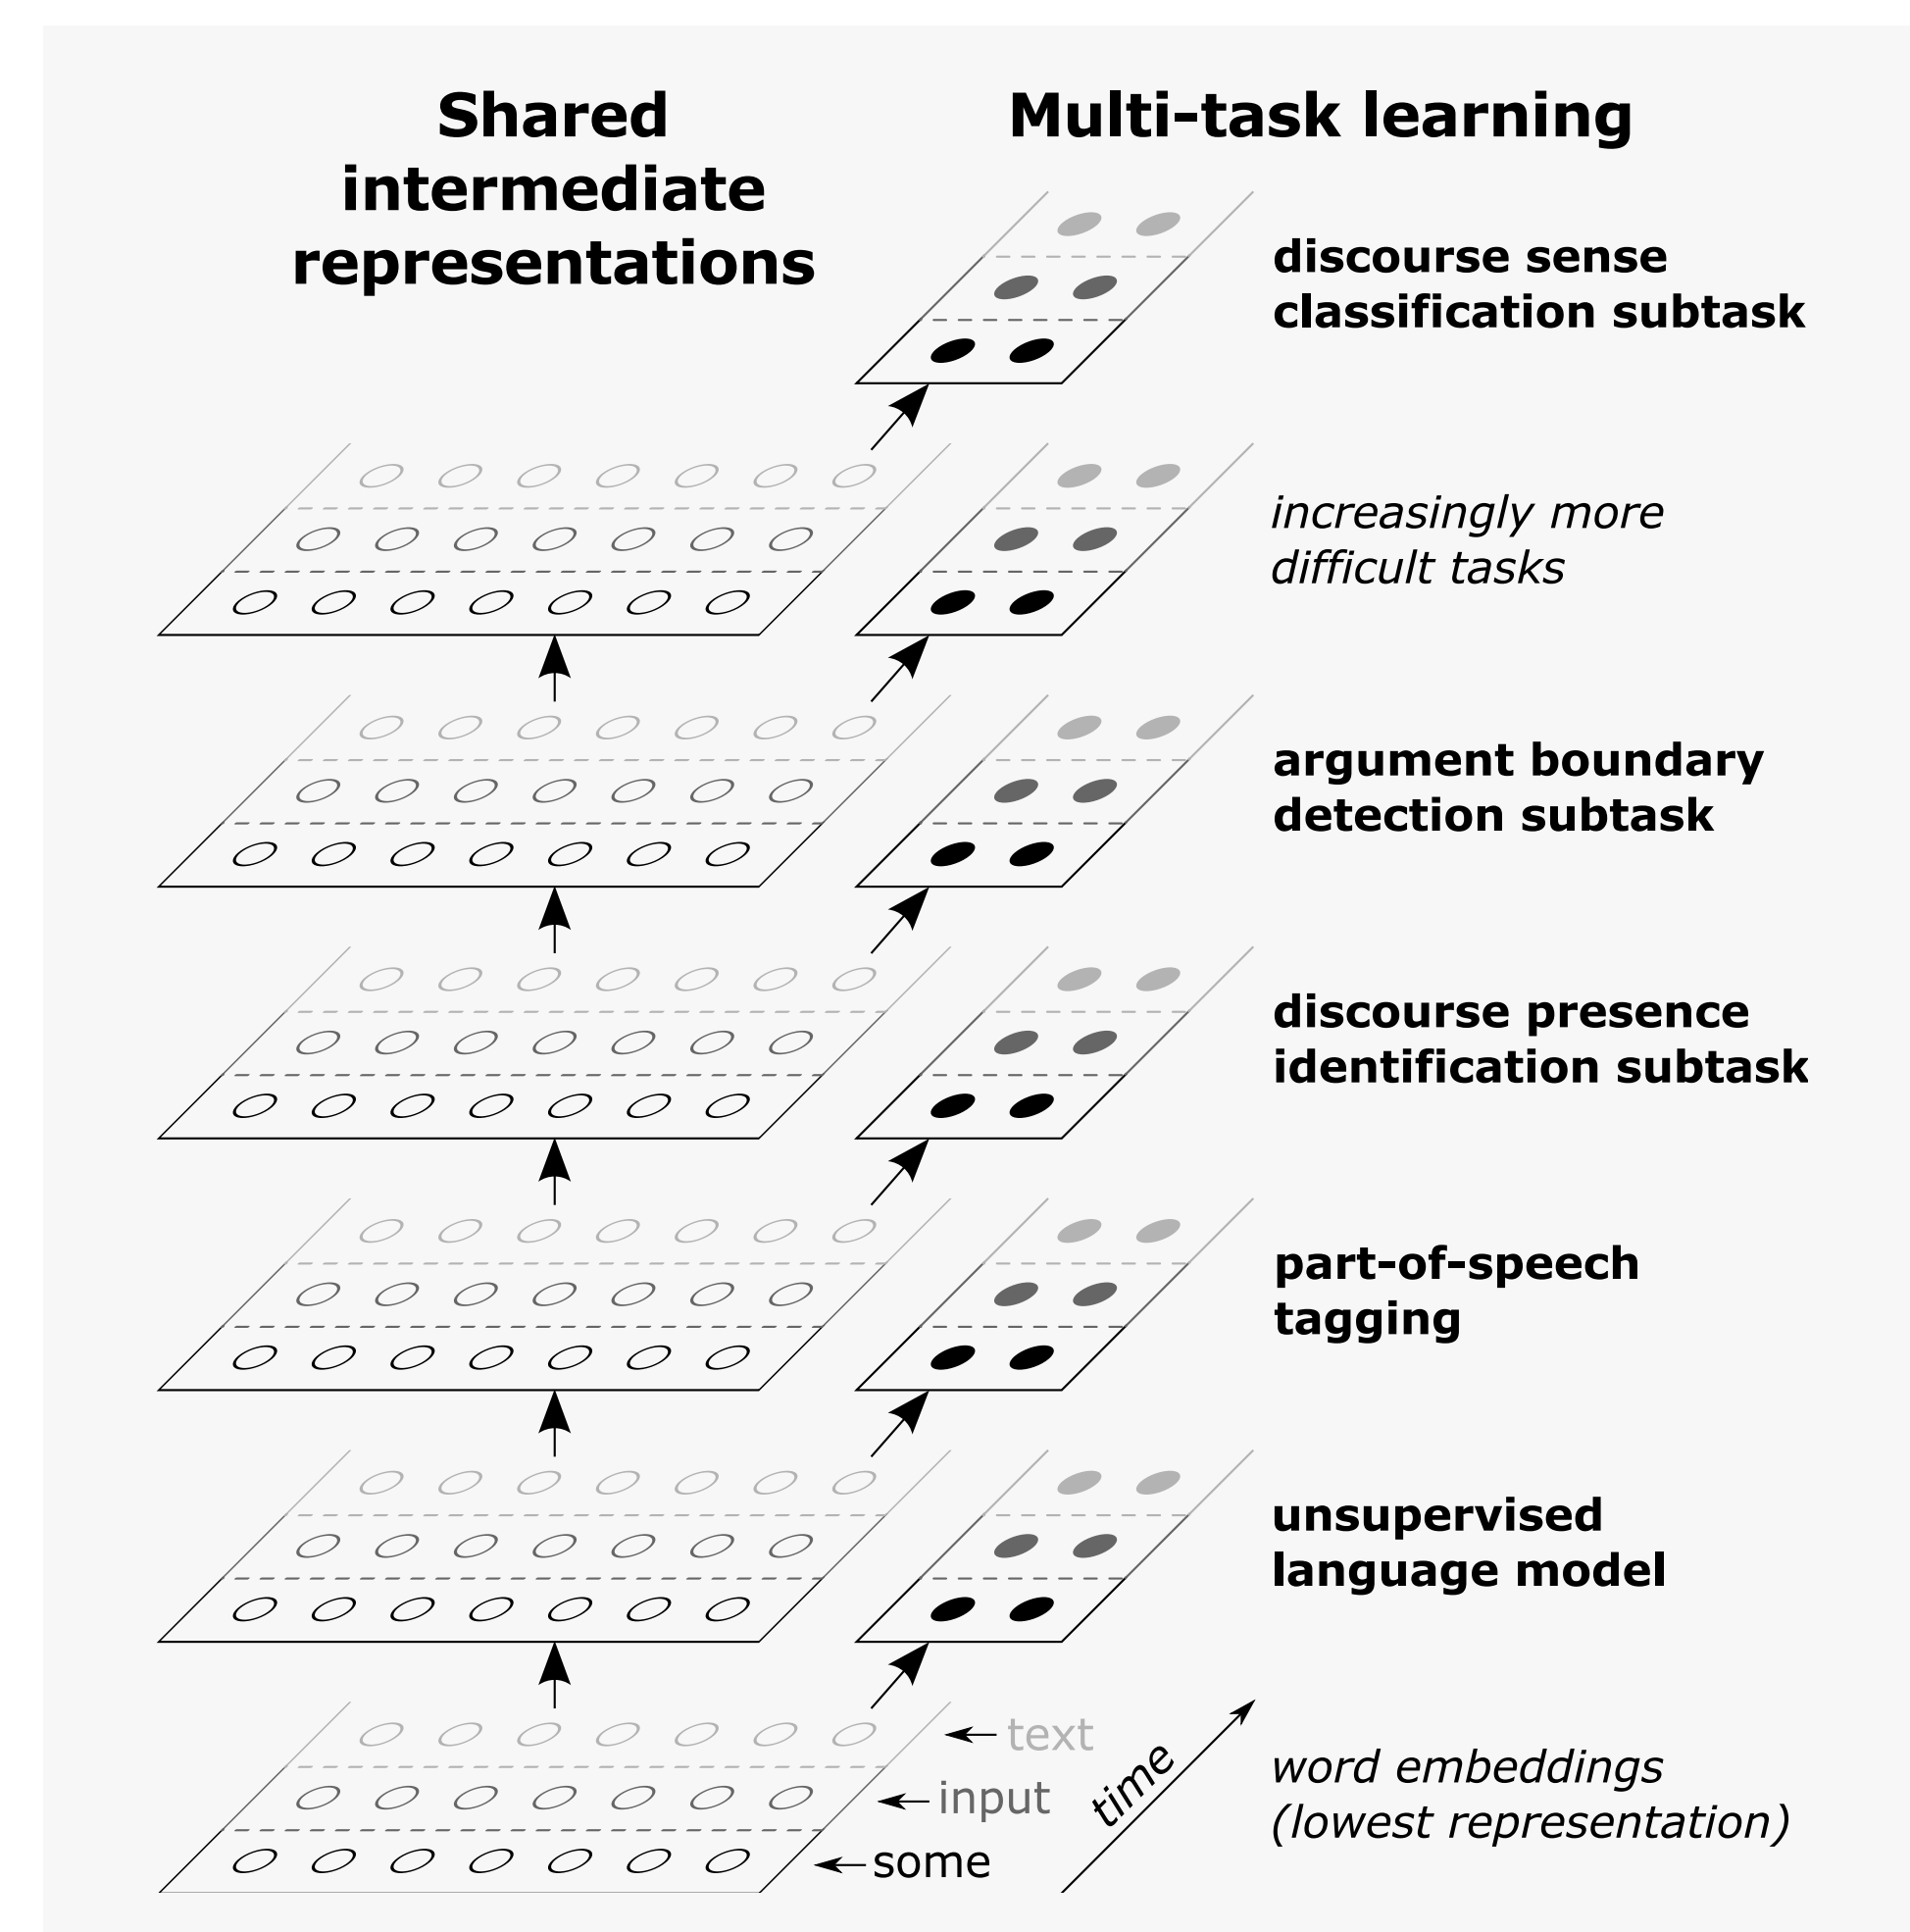 Shared
intermediate
representations
Multi-task learning
discourse sense
classification subtask
increasingly more
difficult tasks
argument boundary
detection subtask
discourse presence
identification subtask
part-of-speech
tagging
unsupervised
language model
text
input
some
time
word embeddings
(lowest representation)